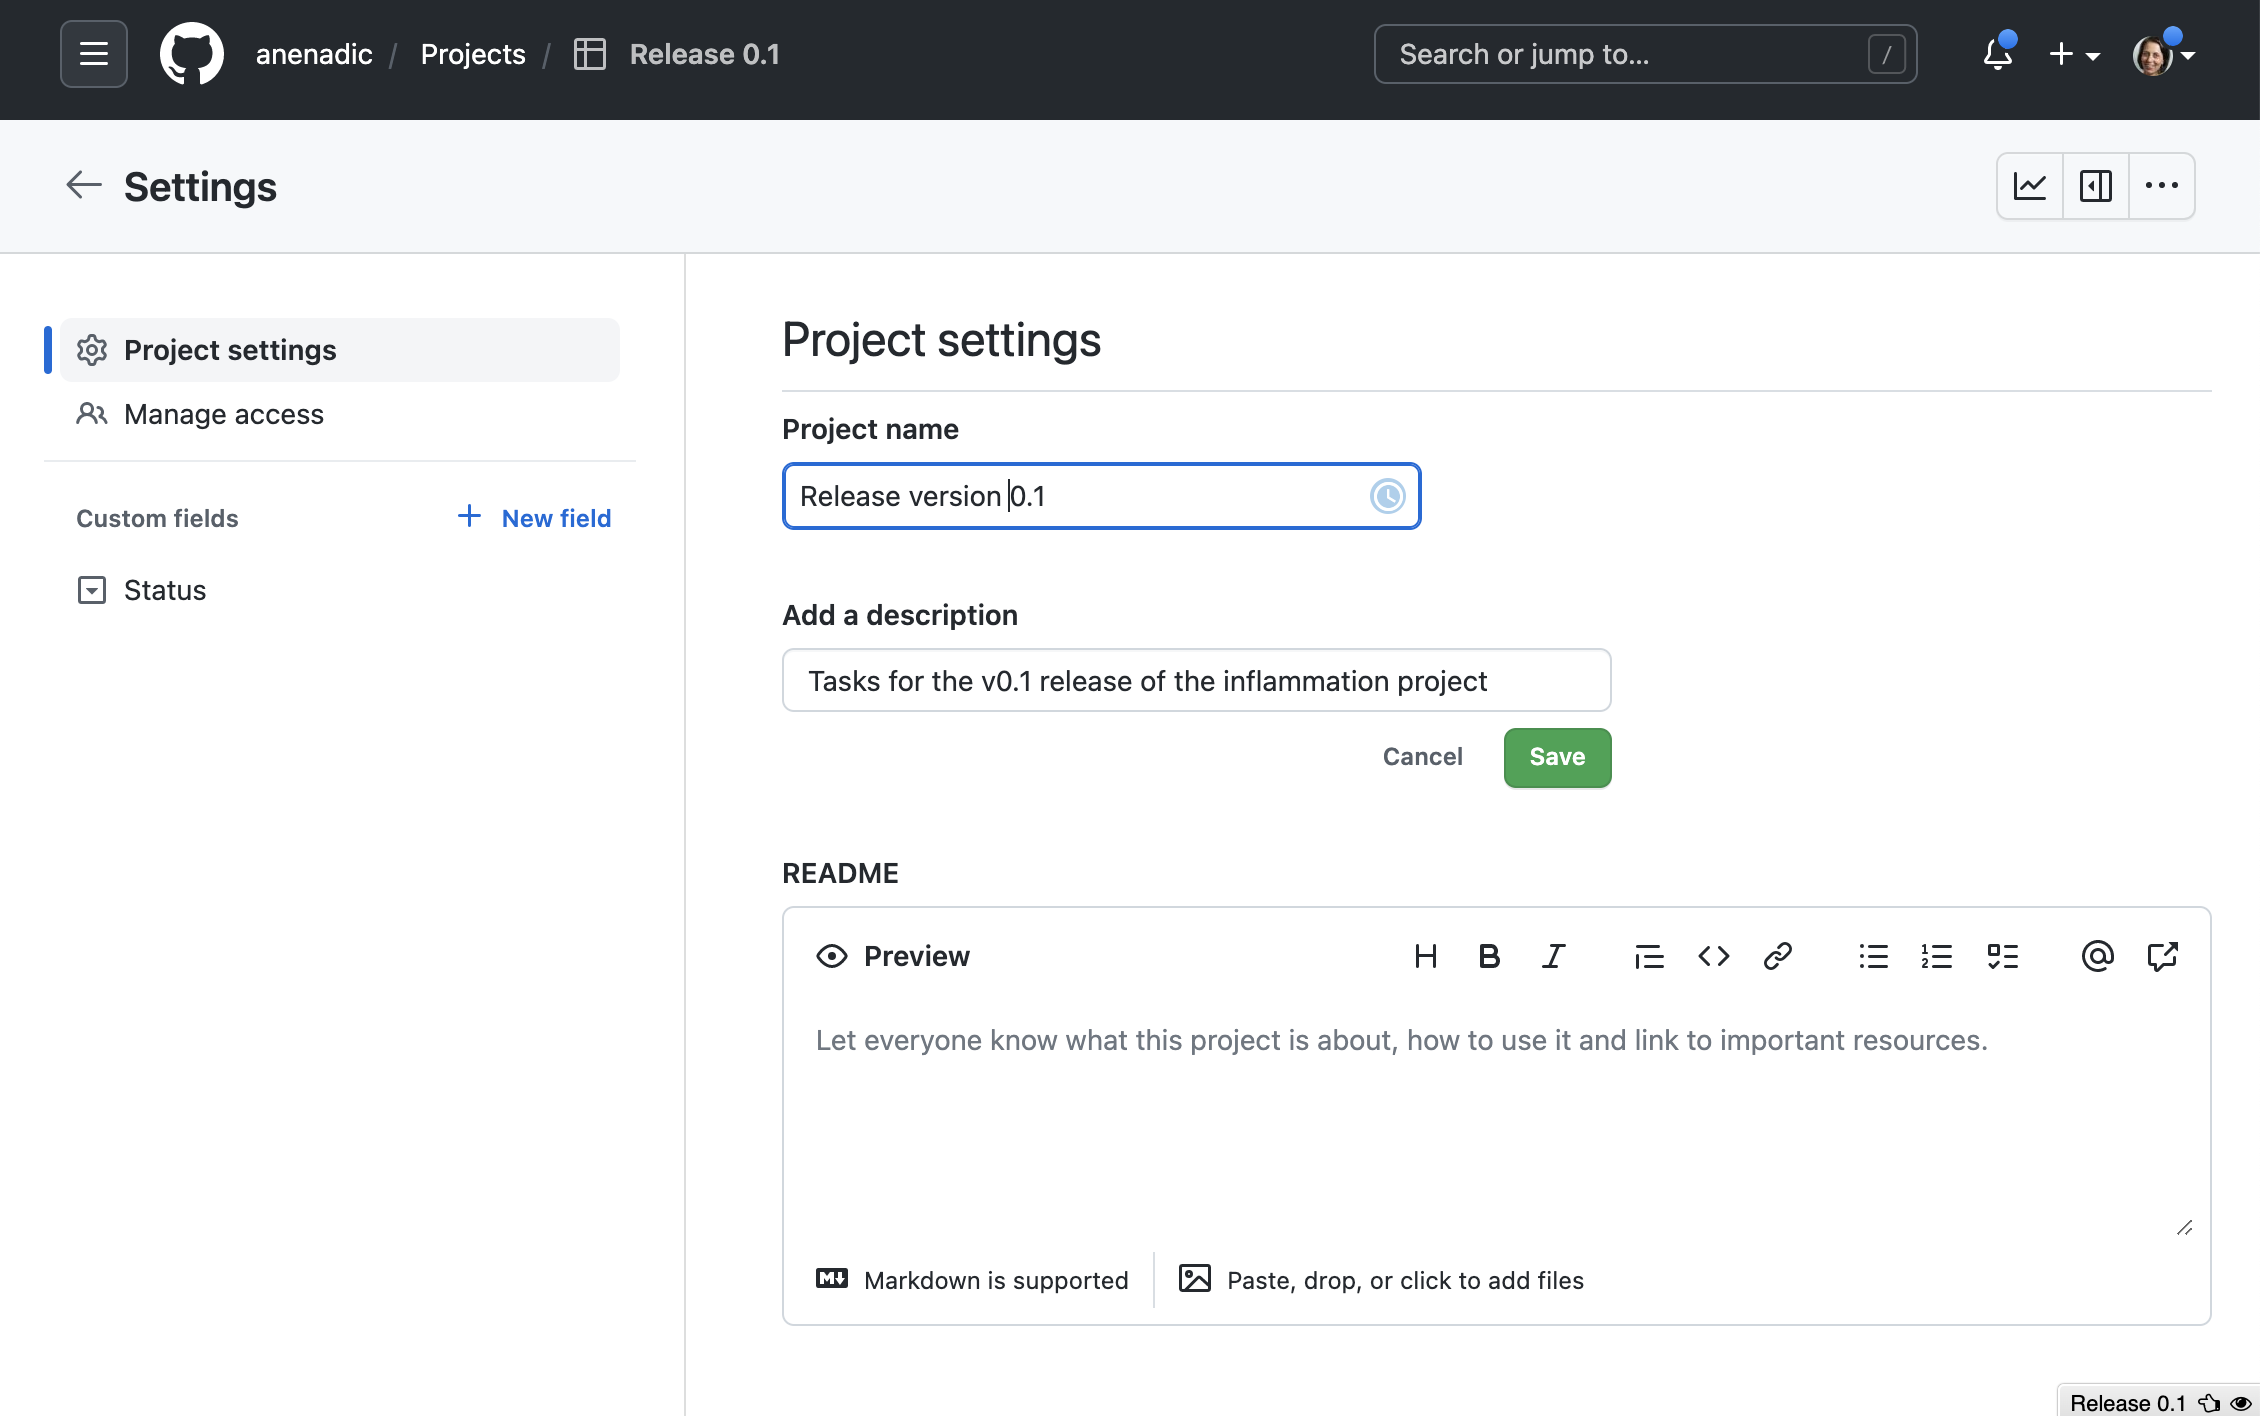 anenadic / Projects / Release 0.1
Search or jump to... /
Settings
Project settings
Manage access
Custom fields
New field
Status
Project settings
Project name
Release version 0.1
Add a description
Tasks for the v0.1 release of the inflammation project
Cancel
Save
README
Preview
Let everyone know what this project is about, how to use it and link to important resources.
Markdown is supported
Paste, drop, or click to add files
Release 0.1